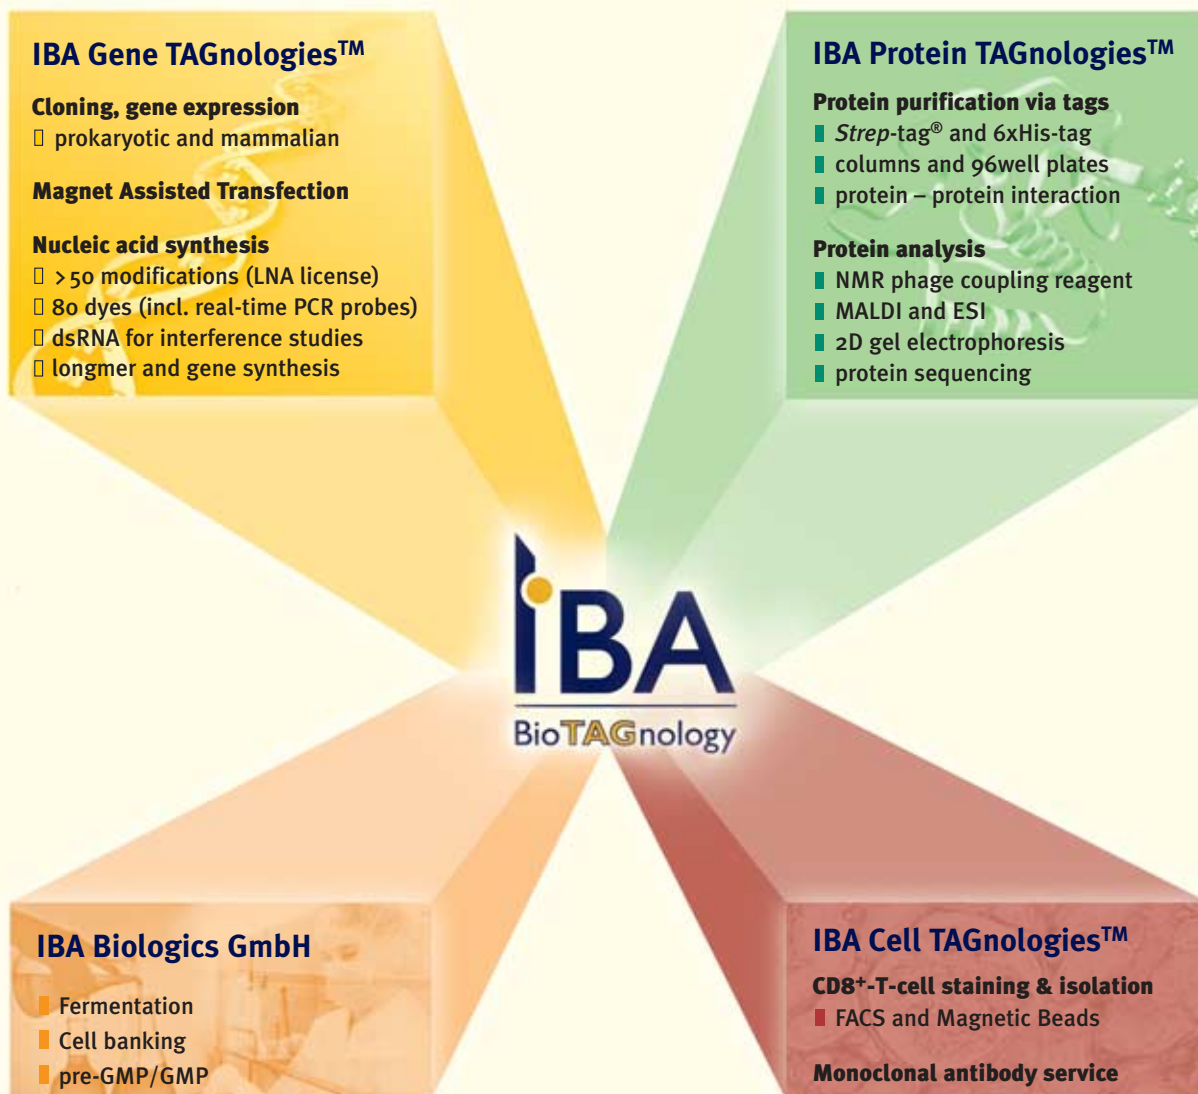 IBA Gene TAGnologies™
Cloning, gene expression
▯ prokaryotic and mammalian
Magnet Assisted Transfection
Nucleic acid synthesis
▯ >50 modifications (LNA license)
▯ 80 dyes (incl. real-time PCR probes)
▯ dsRNA for interference studies
▯ longmer and gene synthesis
IBA Protein TAGnologies™
Protein purification via tags
▮ Strep-tag® and 6xHis-tag
▮ columns and 96well plates
▮ protein – protein interaction
Protein analysis
▮ NMR phage coupling reagent
▮ MALDI and ESI
▮ 2D gel electrophoresis
▮ protein sequencing
IBA
BioTAGnology
IBA Biologics GmbH
▮ Fermentation
▮ Cell banking
▮ pre-GMP/GMP
IBA Cell TAGnologies™
CD8⁺-T-cell staining & isolation
▮ FACS and Magnetic Beads
Monoclonal antibody service